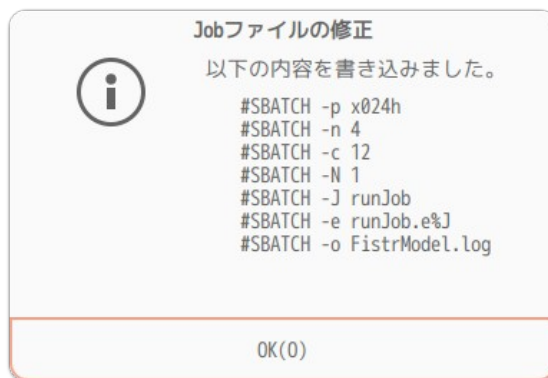 Jobファイルの修正
以下の内容を書き込みました。
#SBATCH -p x024h
#SBATCH -n 4
#SBATCH -c 12
#SBATCH -N 1
#SBATCH -J runJob
#SBATCH -e runJob.e%J
#SBATCH -o FistrModel.log
OK(O)